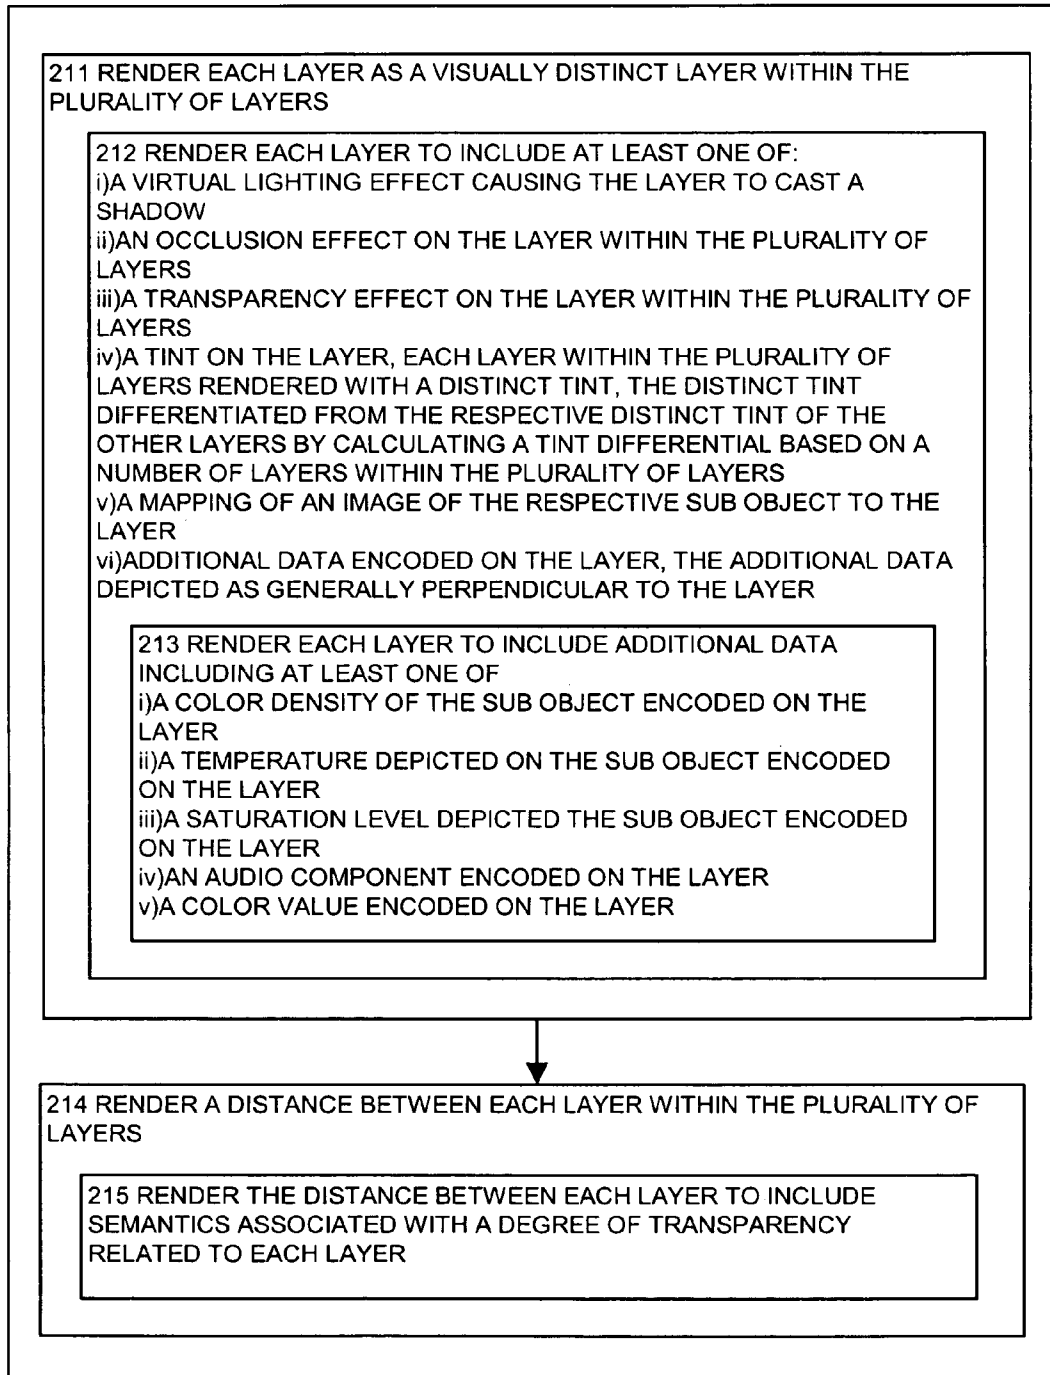 211 RENDER EACH LAYER AS A VISUALLY DISTINCT LAYER WITHIN THE
PLURALITY OF LAYERS
212 RENDER EACH LAYER TO INCLUDE AT LEAST ONE OF:
i)A VIRTUAL LIGHTING EFFECT CAUSING THE LAYER TO CAST A
SHADOW
ii)AN OCCLUSION EFFECT ON THE LAYER WITHIN THE PLURALITY OF
LAYERS
iii)A TRANSPARENCY EFFECT ON THE LAYER WITHIN THE PLURALITY OF
LAYERS
iv)A TINT ON THE LAYER, EACH LAYER WITHIN THE PLURALITY OF
LAYERS RENDERED WITH A DISTINCT TINT, THE DISTINCT TINT
DIFFERENTIATED FROM THE RESPECTIVE DISTINCT TINT OF THE
OTHER LAYERS BY CALCULATING A TINT DIFFERENTIAL BASED ON A
NUMBER OF LAYERS WITHIN THE PLURALITY OF LAYERS
v)A MAPPING OF AN IMAGE OF THE RESPECTIVE SUB OBJECT TO THE
LAYER
vi)ADDITIONAL DATA ENCODED ON THE LAYER, THE ADDITIONAL DATA
DEPICTED AS GENERALLY PERPENDICULAR TO THE LAYER
213 RENDER EACH LAYER TO INCLUDE ADDITIONAL DATA
INCLUDING AT LEAST ONE OF
i)A COLOR DENSITY OF THE SUB OBJECT ENCODED ON THE
LAYER
ii)A TEMPERATURE DEPICTED ON THE SUB OBJECT ENCODED
ON THE LAYER
iii)A SATURATION LEVEL DEPICTED THE SUB OBJECT ENCODED
ON THE LAYER
iv)AN AUDIO COMPONENT ENCODED ON THE LAYER
v)A COLOR VALUE ENCODED ON THE LAYER
214 RENDER A DISTANCE BETWEEN EACH LAYER WITHIN THE PLURALITY OF
LAYERS
215 RENDER THE DISTANCE BETWEEN EACH LAYER TO INCLUDE
SEMANTICS ASSOCIATED WITH A DEGREE OF TRANSPARENCY
RELATED TO EACH LAYER